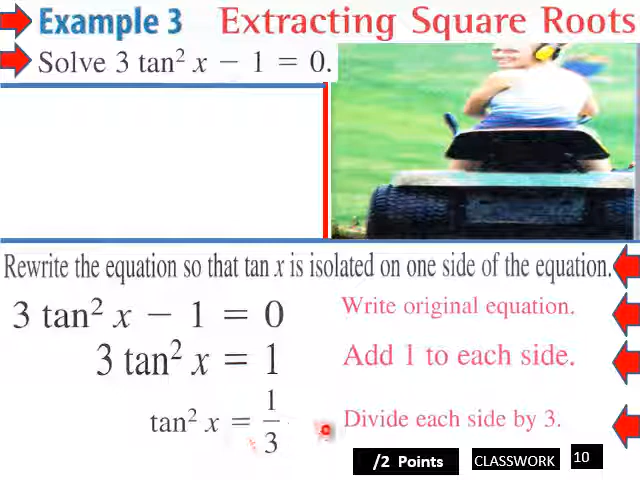 Example 3 Extracting Square Roots
Solve 3 tan² x − 1 = 0.
Rewrite the equation so that tan x is isolated on one side of the equation.
3 tan² x − 1 = 0 Write original equation.
3 tan² x = 1 Add 1 to each side.
tan² x = 1/3 Divide each side by 3.
/2 Points CLASSWORK 10